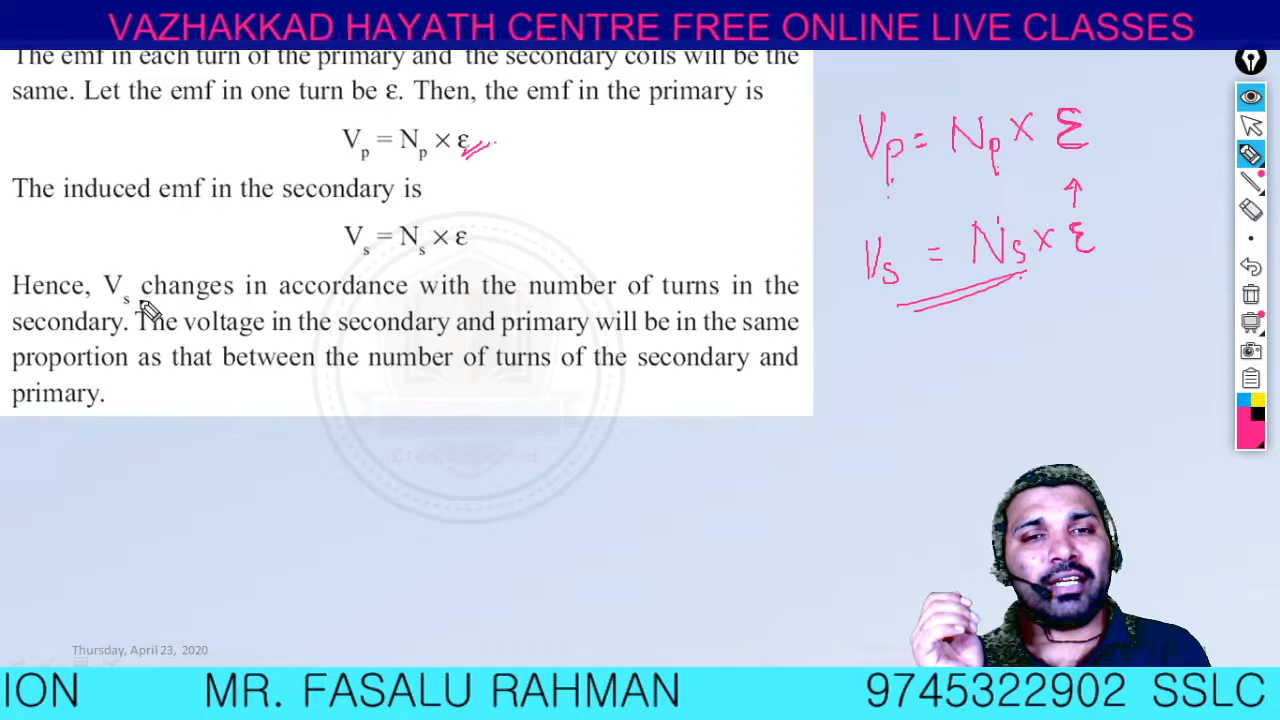 VAZHAKKAD HAYATH CENTRE FREE ONLINE LIVE CLASSES
The emf in each turn of the primary and the secondary coils will be the
same. Let the emf in one turn be ε. Then, the emf in the primary is
Vp = Np × ε
The induced emf in the secondary is
Vs = Ns × ε
Hence, Vs changes in accordance with the number of turns in the
secondary. The voltage in the secondary and primary will be in the same
proportion as that between the number of turns of the secondary and
primary.
Vp = Np × ε
Vs = Ns × ε
Thursday, April 23, 2020
ION MR. FASALU RAHMAN 9745322902 SSLC